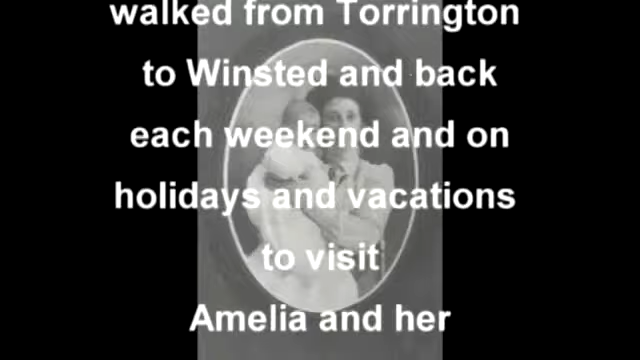 walked from Torrington
to Winsted and back
each weekend and on
holidays and vacations
to visit
Amelia and her